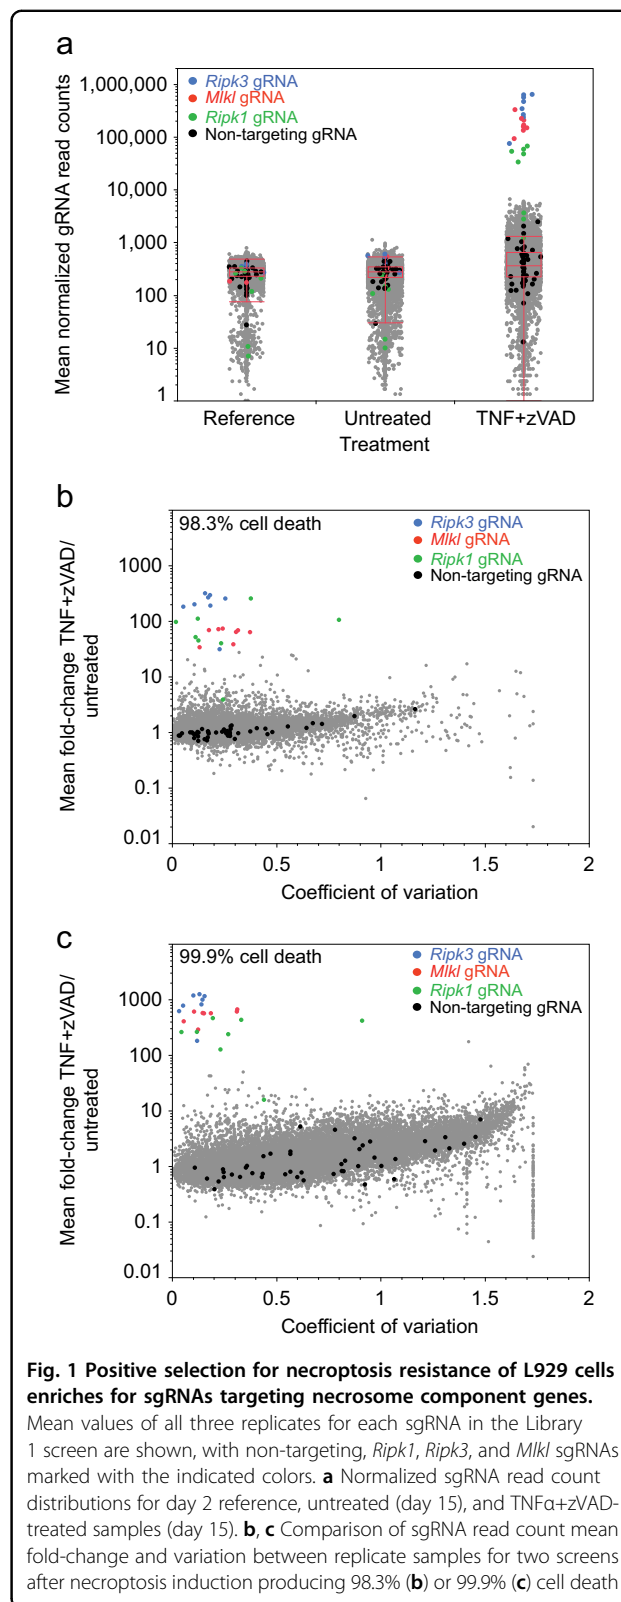 a
Mean normalized gRNA read counts
1,000,000
100,000
10,000
1,000
100
10
1
Ripk3 gRNA
Mlkl gRNA
Ripk1 gRNA
Non-targeting gRNA
Reference
Untreated
TNF+zVAD
Treatment
b
98.3% cell death
Ripk3 gRNA
Mlkl gRNA
Ripk1 gRNA
Non-targeting gRNA
Mean fold-change TNF+zVAD/
untreated
1000
100
10
1
0.1
0.01
0
0.5
1
1.5
2
Coefficient of variation
c
99.9% cell death
Ripk3 gRNA
Mlkl gRNA
Ripk1 gRNA
Non-targeting gRNA
Mean fold-change TNF+zVAD/
untreated
1000
100
10
1
0.1
0.01
0
0.5
1
1.5
2
Coefficient of variation
Fig. 1 Positive selection for necroptosis resistance of L929 cells
enriches for sgRNAs targeting necrosome component genes.
Mean values of all three replicates for each sgRNA in the Library
1 screen are shown, with non-targeting, Ripk1, Ripk3, and Mlkl sgRNAs
marked with the indicated colors. a Normalized sgRNA read count
distributions for day 2 reference, untreated (day 15), and TNFα+zVAD-
treated samples (day 15). b, c Comparison of sgRNA read count mean
fold-change and variation between replicate samples for two screens
after necroptosis induction producing 98.3% (b) or 99.9% (c) cell death